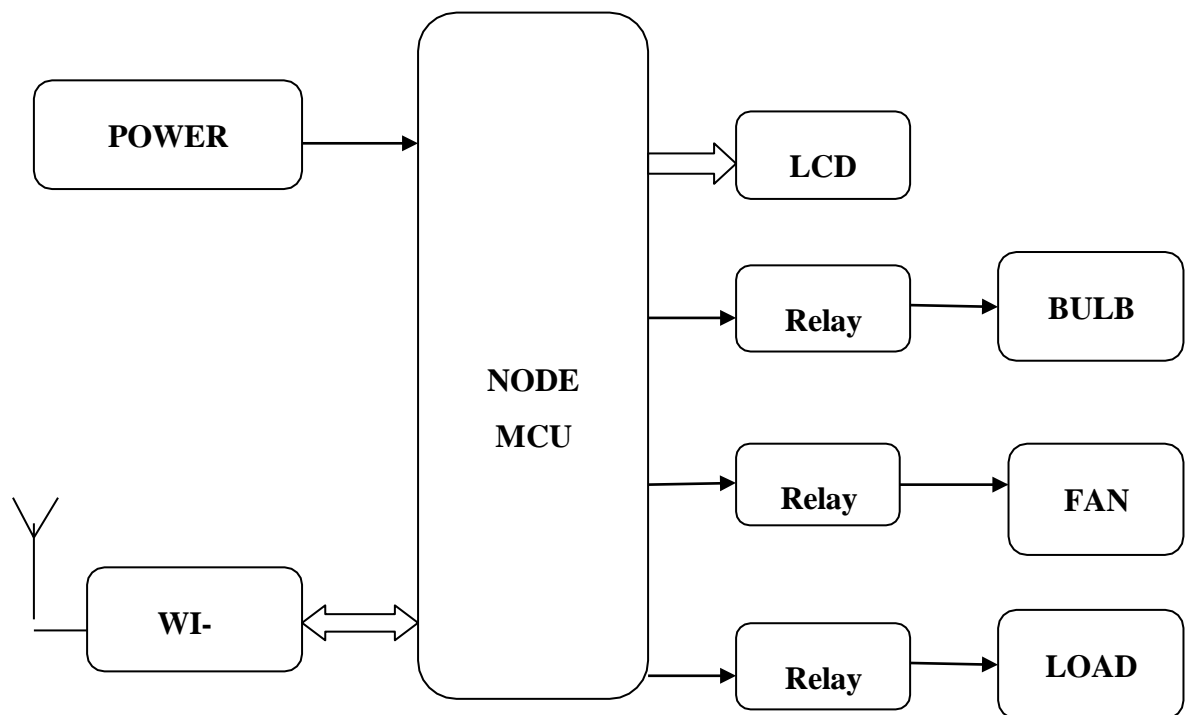 POWER
LCD
Relay
BULB
NODE
MCU
Relay
FAN
WI-
Relay
LOAD